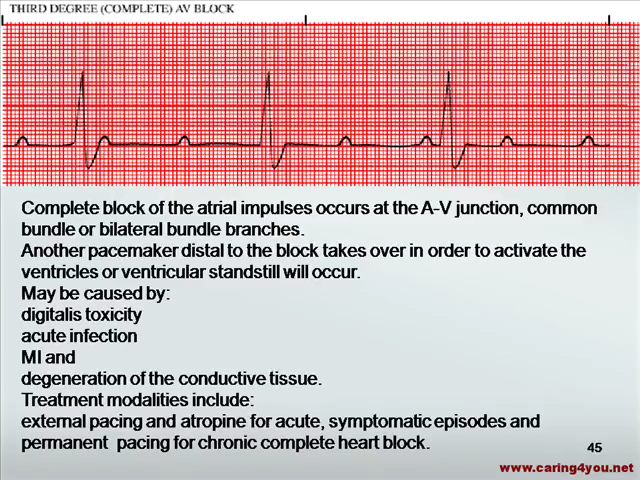 THIRD DEGREE (COMPLETE) AV BLOCK
Complete block of the atrial impulses occurs at the A-V junction, common
bundle or bilateral bundle branches.
Another pacemaker distal to the block takes over in order to activate the
ventricles or ventricular standstill will occur.
May be caused by:
digitalis toxicity
acute infection
MI and
degeneration of the conductive tissue.
Treatment modalities include:
external pacing and atropine for acute, symptomatic episodes and
permanent pacing for chronic complete heart block.
45
www.caring4you.net